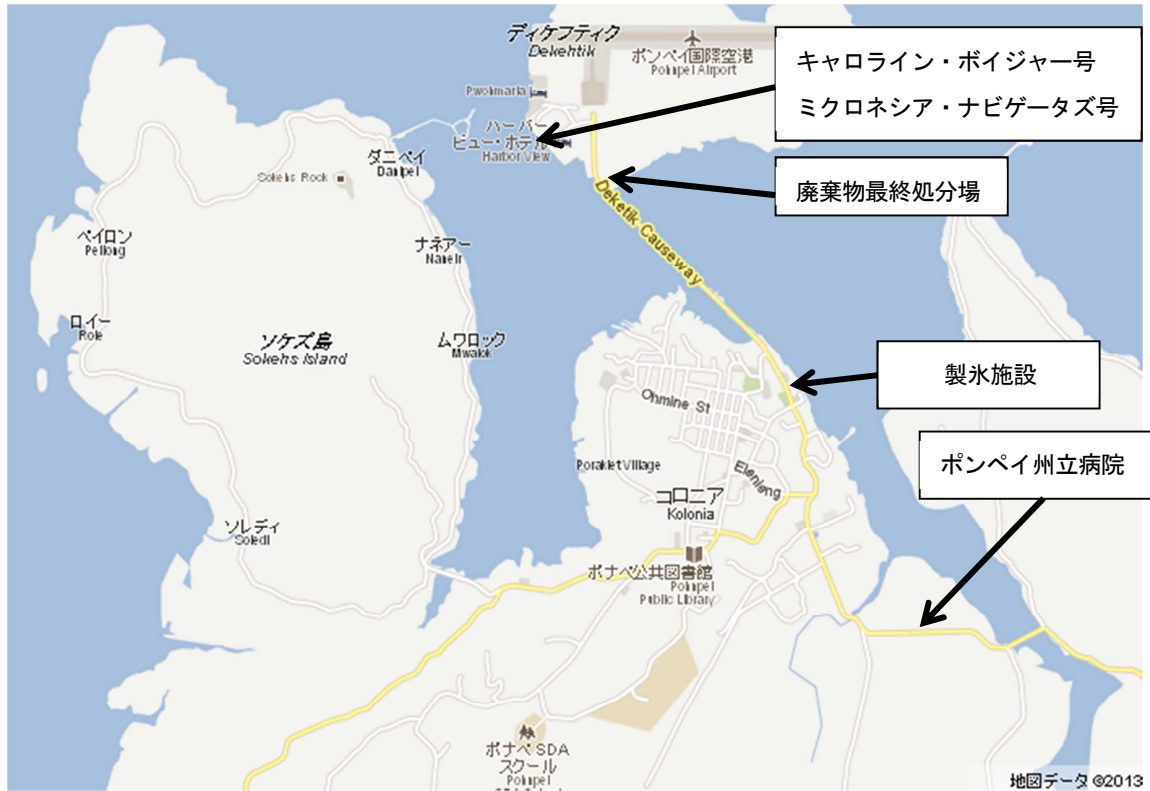 ディケフティク
Dekehtik
ポンペイ国際空港
Pohnpei Airport
キャロライン・ボイジャー号
ミクロネシア・ナビゲータズ号
Pwohmaria
ハーバー
ビュー・ホテル
Harbor View
ダニペイ
Danipei
Sokehs Rock
廃棄物最終処分場
Deketik Causeway
ペイロン
Peilong
ナネアー
Naneir
ロイー
Roie
ソケズ島
Sokehs Island
ムワロック
Mwalok
製氷施設
Ohmine St
ポンペイ州立病院
Porakiet Village
Elenieng
コロニア
Kolonia
ソレディ
Soledi
ポナペ公共図書館
Pohnpei
Public Library
ポナペ SDA
スクール
Pohnpei
地図データ ©2013